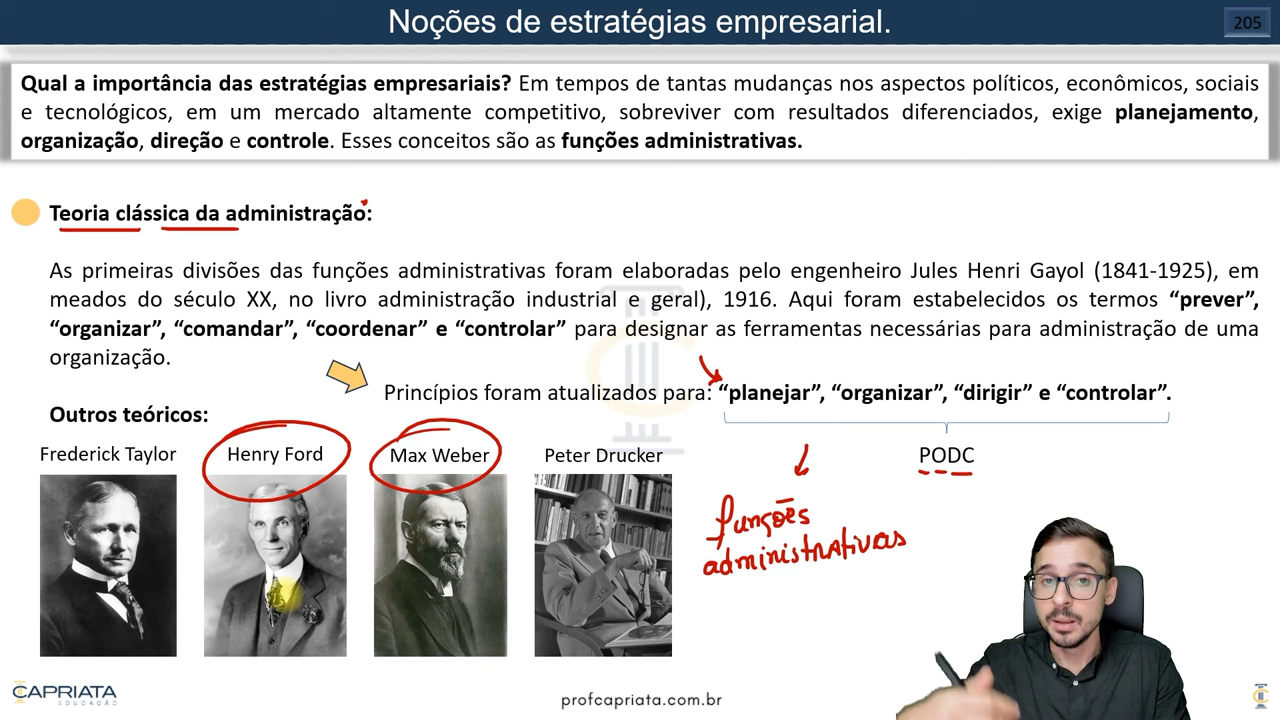 Noções de estratégias empresarial.
205
Qual a importância das estratégias empresariais? Em tempos de tantas mudanças nos aspectos políticos, econômicos, sociais
e tecnológicos, em um mercado altamente competitivo, sobreviver com resultados diferenciados, exige planejamento,
organização, direção e controle. Esses conceitos são as funções administrativas.
Teoria clássica da administração:
As primeiras divisões das funções administrativas foram elaboradas pelo engenheiro Jules Henri Gayol (1841-1925), em
meados do século XX, no livro administração industrial e geral), 1916. Aqui foram estabelecidos os termos “prever”,
“organizar”, “comandar”, “coordenar” e “controlar” para designar as ferramentas necessárias para administração de uma
organização.
Princípios foram atualizados para: “planejar”, “organizar”, “dirigir” e “controlar”.
Outros teóricos:
Frederick Taylor Henry Ford Max Weber Peter Drucker
PODC
funções
administrativas
CAPRIATA
EDUCAÇÃO
profcapriata.com.br